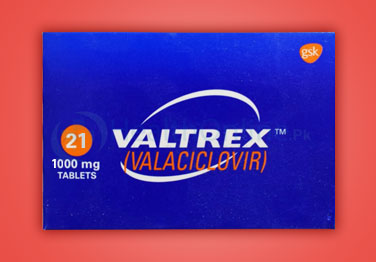 gsk
21
1000 mg
TABLETS
VALTREX™
(VALACICLOVIR)